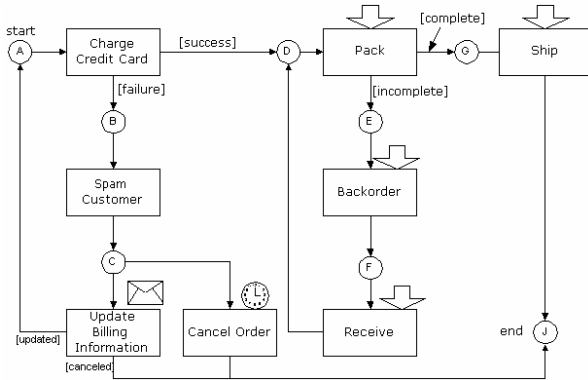 start
A
Charge
Credit Card
[success]
D
Pack
[complete]
G
Ship
[failure]
[incomplete]
B
E
Spam
Customer
Backorder
C
F
Update
Billing
Information
Cancel Order
Receive
end
J
[updated]
[canceled]